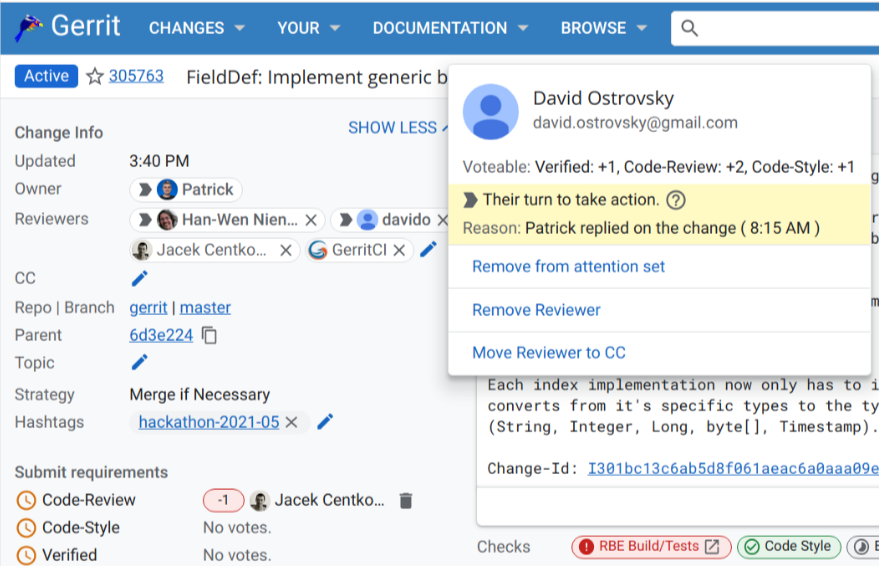 Gerrit CHANGES YOUR DOCUMENTATION BROWSE
Active 305763 FieldDef: Implement generic b
David Ostrovsky
david.ostrovsky@gmail.com
Voteable: Verified: +1, Code-Review: +2, Code-Style: +1
Their turn to take action.
Reason: Patrick replied on the change ( 8:15 AM )
Remove from attention set
Remove Reviewer
Move Reviewer to CC
Change Info SHOW LESS
Updated 3:40 PM
Owner Patrick
Reviewers Han-Wen Nien... davido
Jacek Centko... GerritCI
CC
Repo | Branch gerrit | master
Parent 6d3e224
Topic
Strategy Merge if Necessary
Hashtags hackathon-2021-05
Submit requirements
Code-Review -1 Jacek Centko...
Code-Style No votes.
Verified No votes.
Each index implementation now only has to i
converts from it's specific types to the ty
(String, Integer, Long, byte[], Timestamp).
Change-Id: I301bc13c6ab5d8f061aeac6a0aaa09e
Checks RBE Build/Tests Code Style